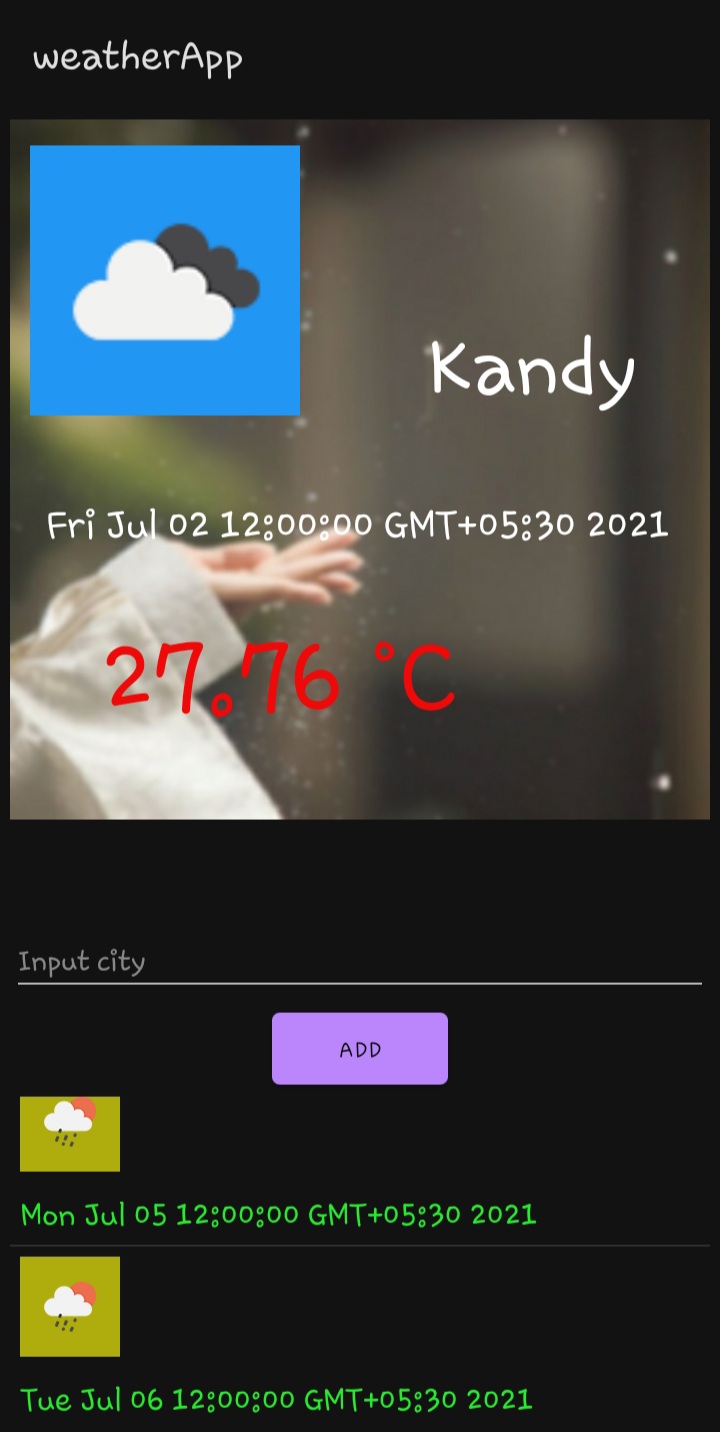 weatherApp
Kandy
Fri Jul 02 12:00:00 GMT+05:30 2021
27.76 °C
Input city
ADD
Mon Jul 05 12:00:00 GMT+05:30 2021
Tue Jul 06 12:00:00 GMT+05:30 2021